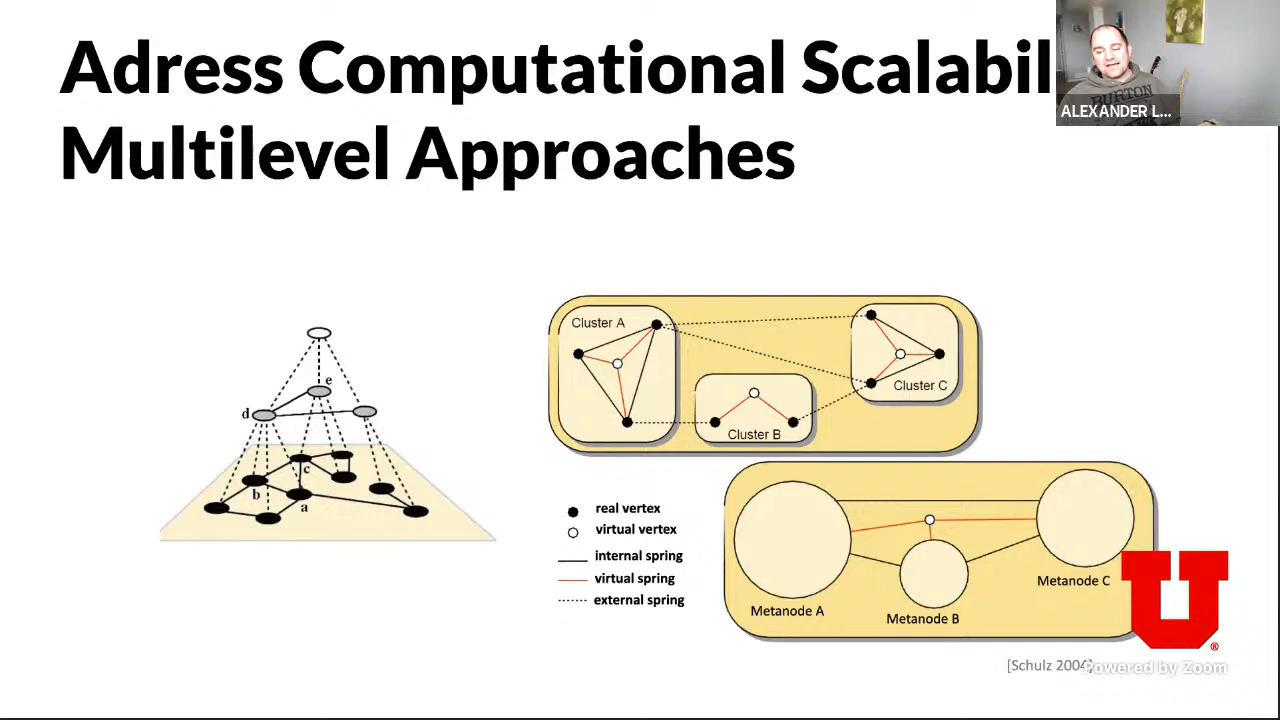 Adress Computational Scalabil
Multilevel Approaches
ALEXANDER L...
BURTON
Cluster A
Cluster B
Cluster C
e
d
c
b
a
real vertex
virtual vertex
internal spring
virtual spring
external spring
Metanode A
Metanode B
Metanode C
U
®
[Schulz 2004]
Powered by Zoom